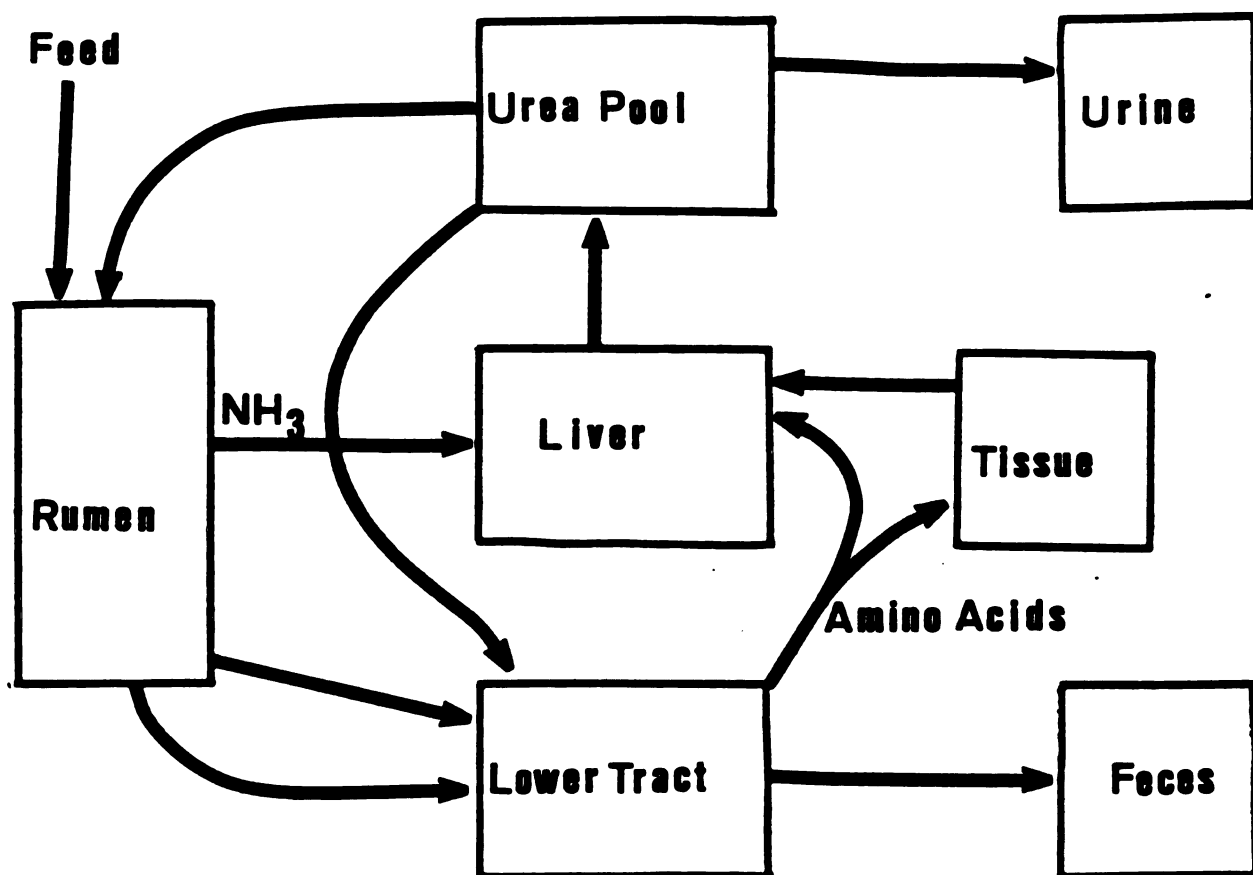 Feed
Urea Pool
Urine
NH₃
Liver
Tissue
Rumen
Amino Acids
Lower Tract
Feces